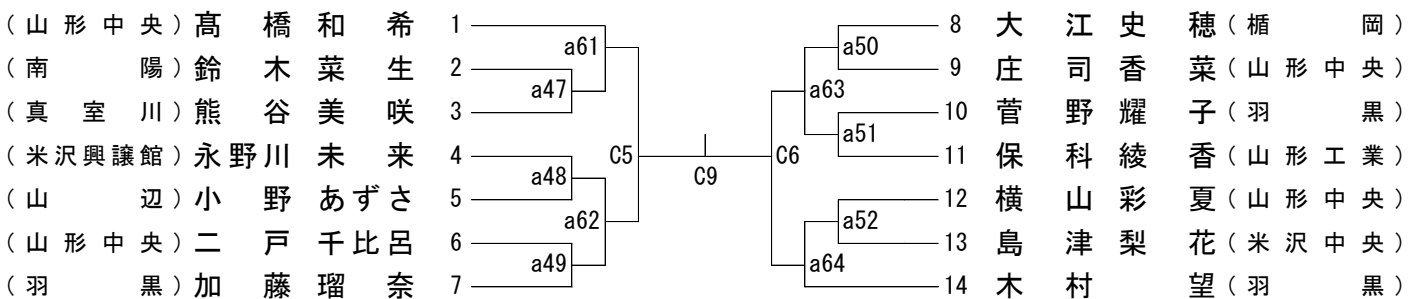 (山形中央)髙橋和希 1
(南陽)鈴木菜生 2
(真室川)熊谷美咲 3
(米沢興譲館)永野川未来 4
(山辺)小野あずさ 5
(山形中央)二戸千比呂 6
(羽黒)加藤瑠奈 7
a61
a47
a48
a62
a49
C5
C9
C6
a50
a63
a51
a52
a64
8 大江史穂(楯岡)
9 庄司香菜(山形中央)
10 菅野耀子(羽黒)
11 保科綾香(山形工業)
12 横山彩夏(山形中央)
13 島津梨花(米沢中央)
14 木村望(羽黒)